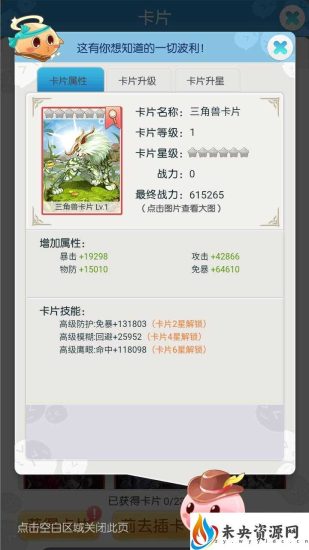 卡片
这有你想知道的一切波利！
卡片属性 卡片升级 卡片升星
卡片名称：三角兽卡片
卡片等级：1
卡片星级：
战力：0
最终战力：615265
（点击图片查看大图）
三角兽卡片 Lv.1
增加属性：
暴击 +19298 攻击 +42866
物防 +15010 免暴 +64610
卡片技能：
高级防护:免暴+131803（卡片2星解锁）
高级模糊:回避+25952（卡片4星解锁）
高级鹰眼:命中+118098（卡片6星解锁）
已获得卡片 0/2
前去插卡
点击空白区域关闭此页
未央资源网